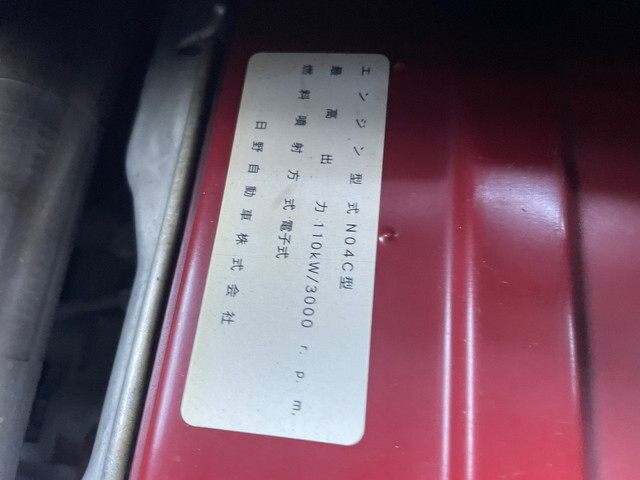 エンジン型式 N04C型
最高出力 110kW/3000 r.p.m.
燃料噴射方式 電子式
日野自動車株式会社